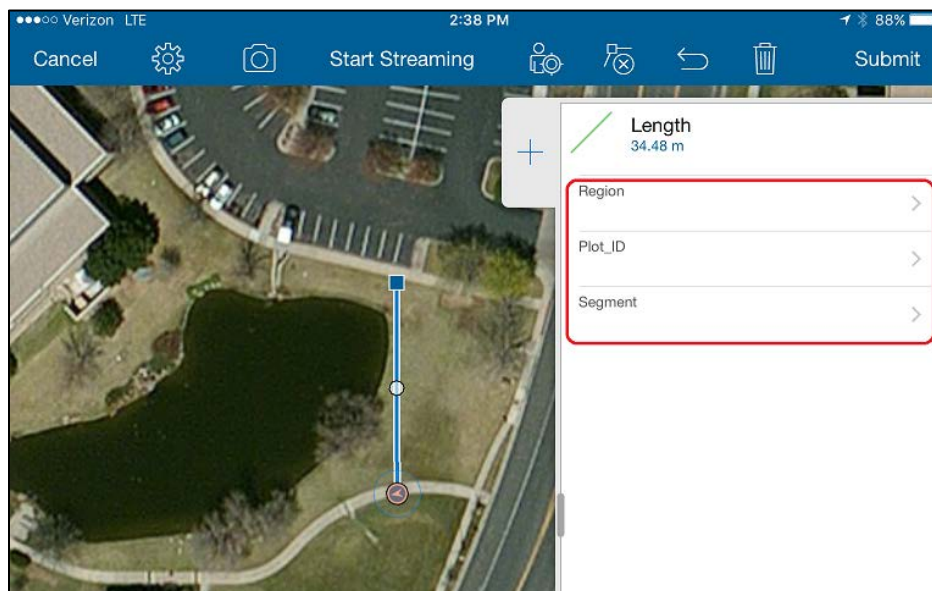 Verizon LTE 2:38 PM 88%
Cancel Start Streaming Submit
Length
34.48 m
Region
Plot_ID
Segment